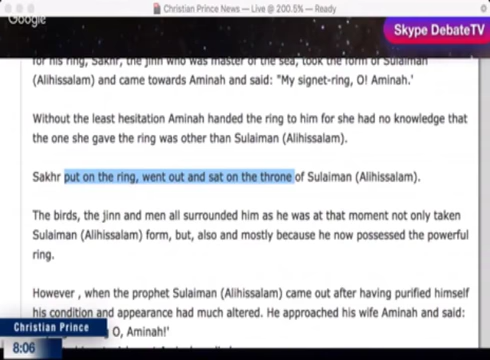 Christian Prince News — Live @ 200.5% — Ready
Google
Skype DebateTV
for his ring, Sakhr, the jinn who was master of the sea, took the form of Sulaiman
(Alihissalam) and came towards Aminah and said: "My signet-ring, O! Aminah.'
Without the least hesitation Aminah handed the ring to him for she had no knowledge that
the one she gave the ring was other than Sulaiman (Alihissalam).
Sakhr put on the ring, went out and sat on the throne of Sulaiman (Alihissalam).
The birds, the jinn and men all surrounded him as he was at that moment not only taken
Sulaiman (Alihissalam) form, but, also and mostly because he now possessed the powerful
ring.
However , when the prophet Sulaiman (Alihissalam) came out after having purified himself
his condition and appearance had much altered. He approached his wife Aminah and said:
O, Aminah!'
Christian Prince
8:06